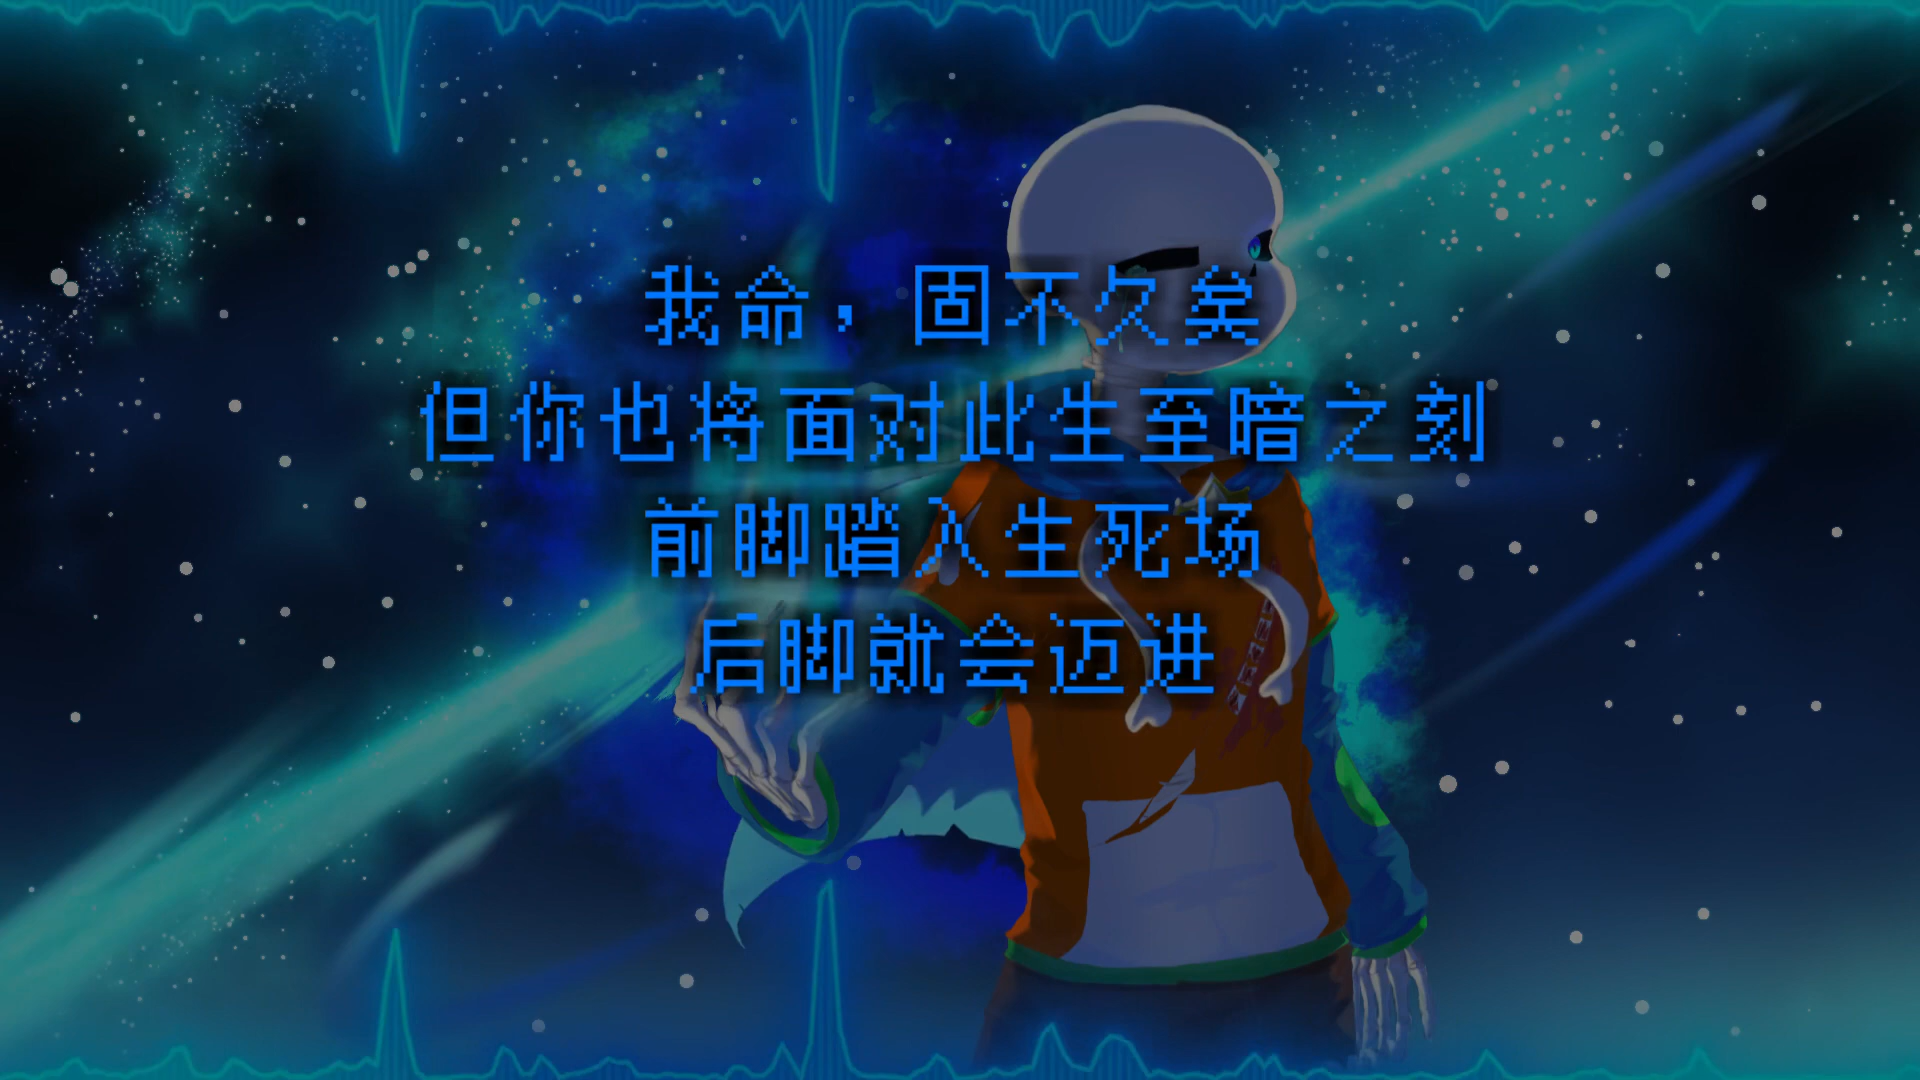 我命，固不久矣
但你也将面对此生至暗之刻
前脚踏入生死场
后脚就会迈进